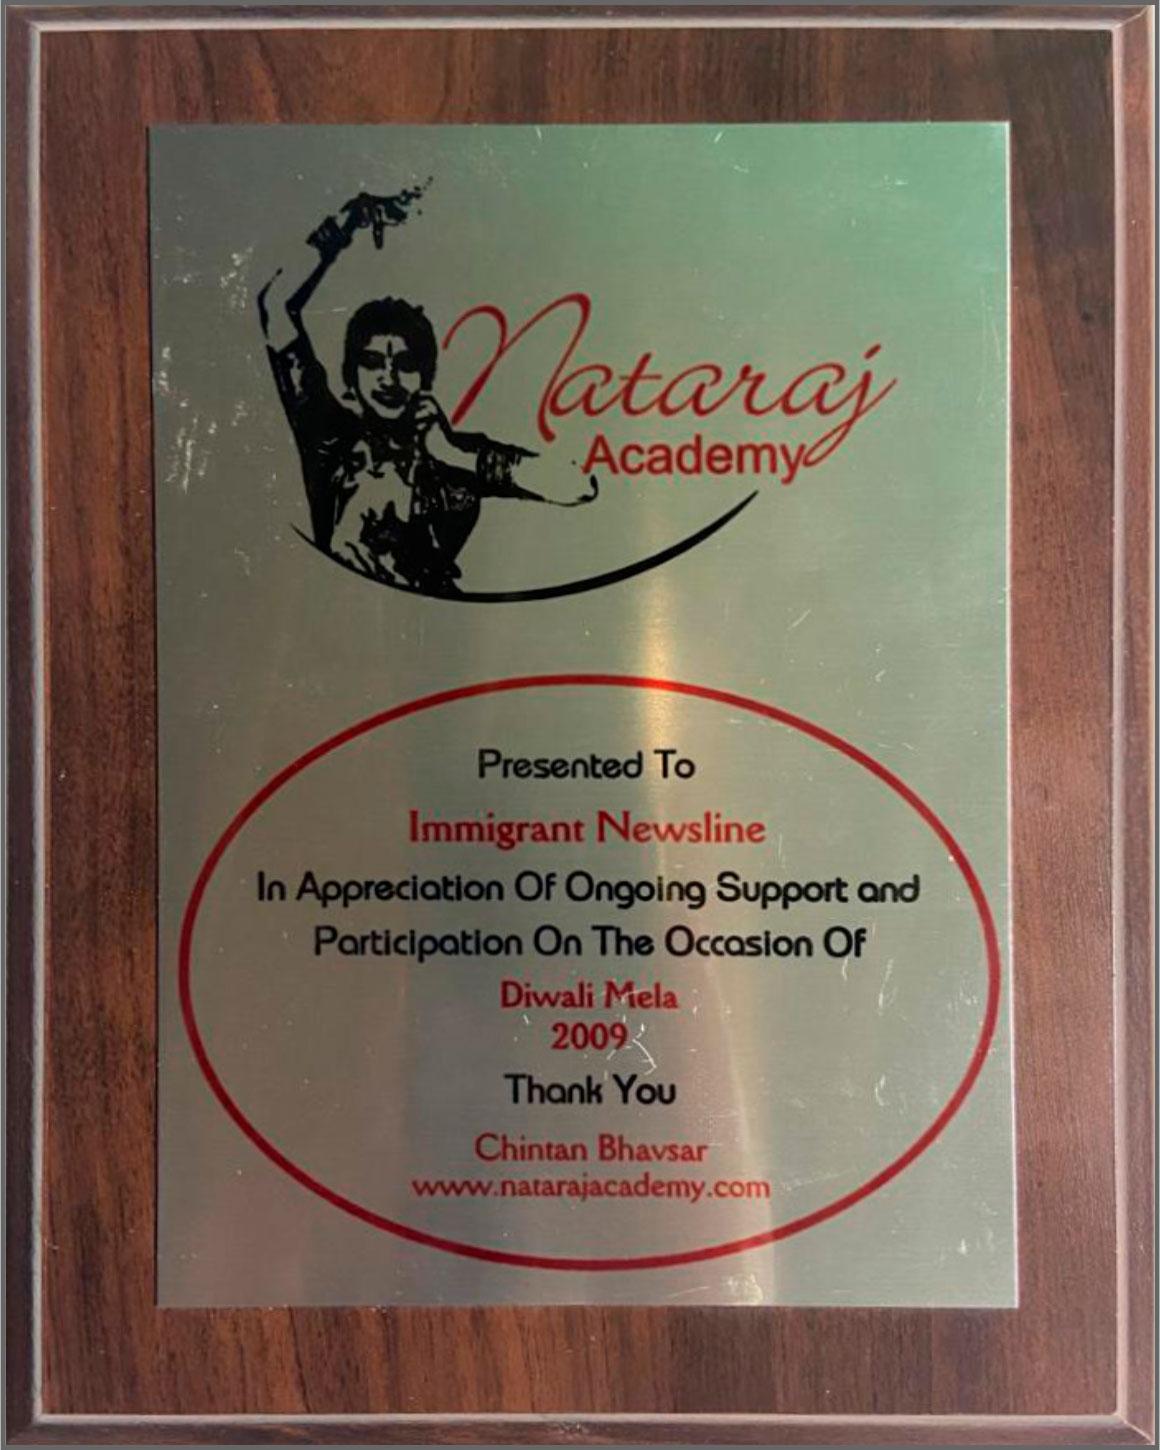 Nataraj
Academy
Presented To
Immigrant Newsline
In Appreciation Of Ongoing Support and
Participation On The Occasion Of
Diwali Mela
2009
Thank You
Chintan Bhavsar
www.natarajacademy.com